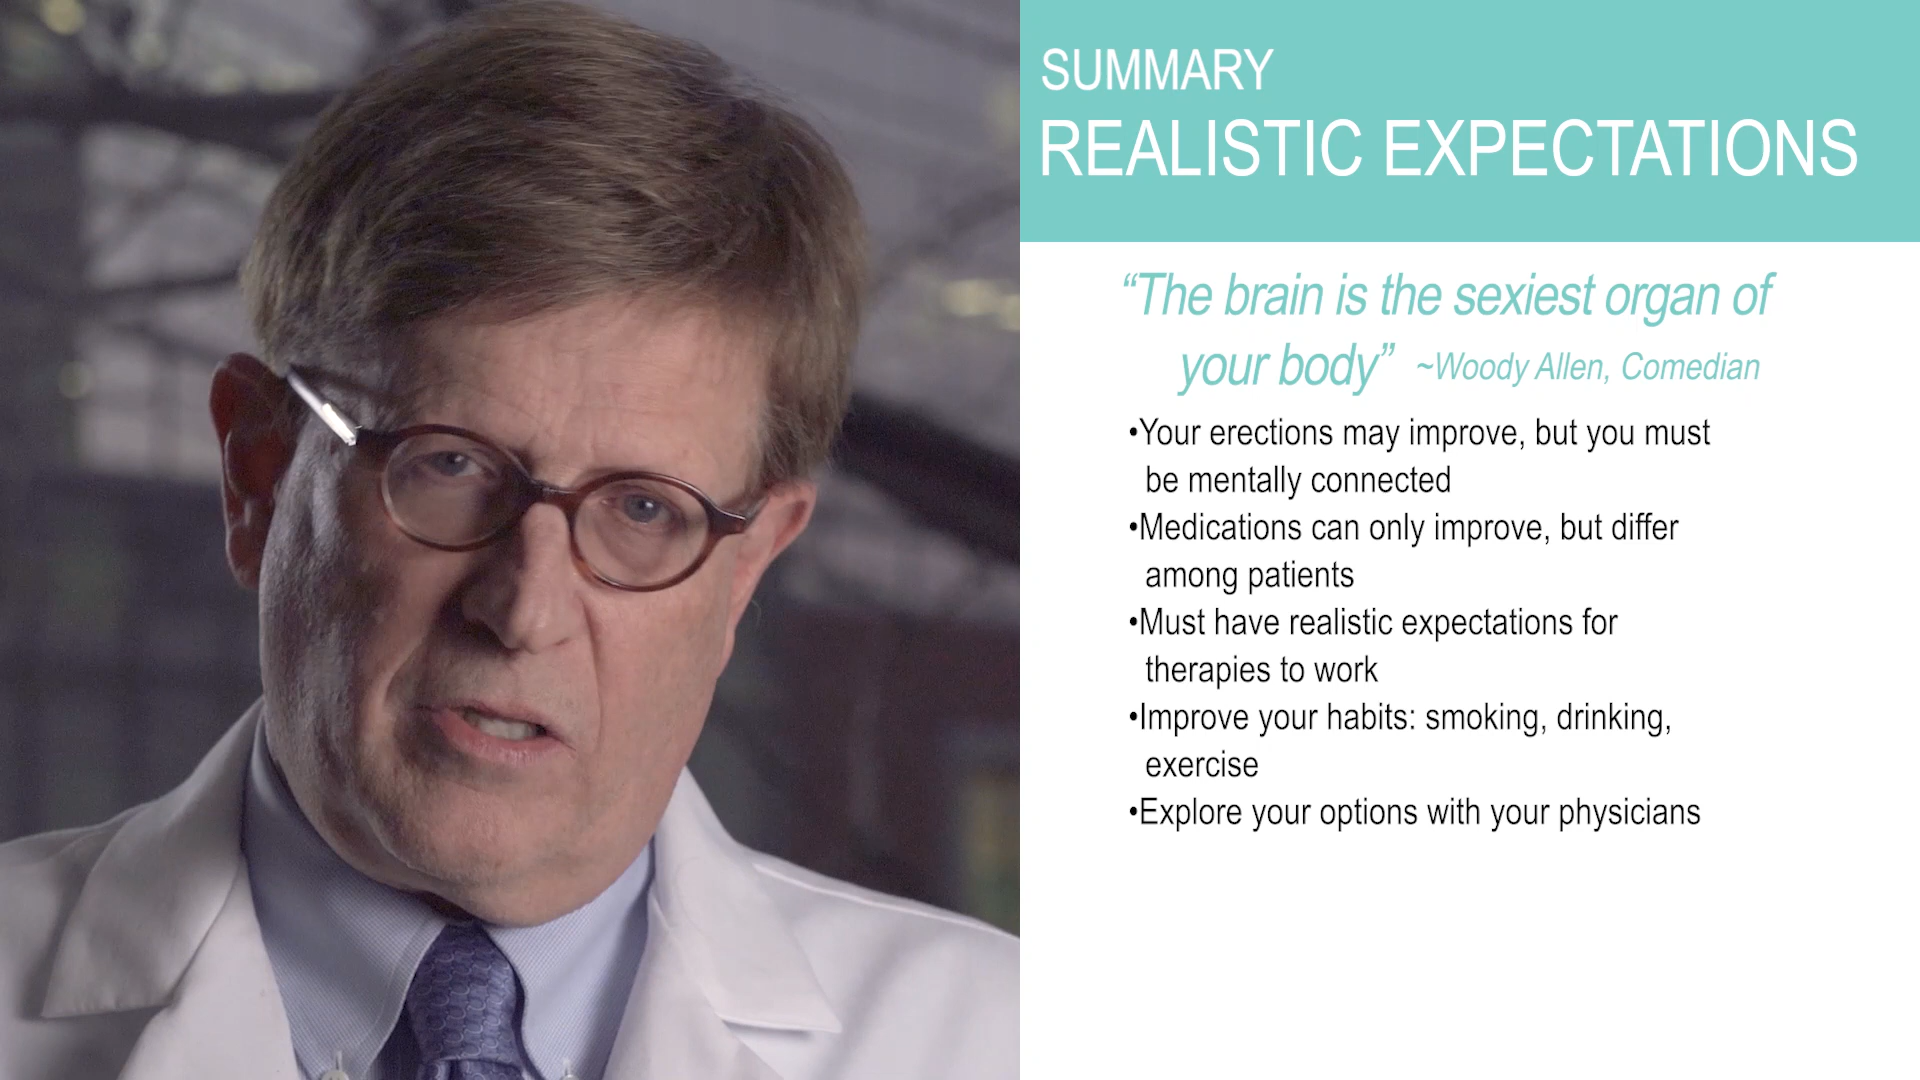 SUMMARY
REALISTIC EXPECTATIONS
“The brain is the sexiest organ of
your body” ~Woody Allen, Comedian
•Your erections may improve, but you must
be mentally connected
•Medications can only improve, but differ
among patients
•Must have realistic expectations for
therapies to work
•Improve your habits: smoking, drinking,
exercise
•Explore your options with your physicians